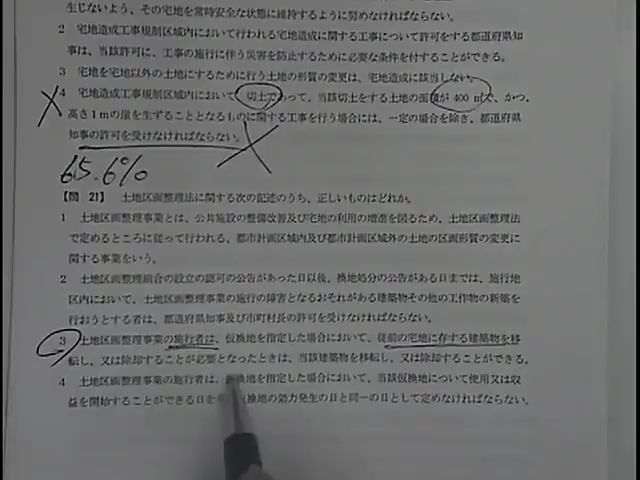 生じないよう、その宅地を常時安全な状態に維持するように努めなければならない。
2 宅地造成工事規制区域内において行われる宅地造成に関する工事について許可をする都道府県知
事は、当該許可に、工事の施行に伴う災害を防止するために必要な条件を付することができる。
3 宅地を宅地以外の土地にするために行う土地の形質の変更は、宅地造成に該当しない。
4 宅地造成工事規制区域内において、切土であって、当該切土をする土地の面積が 400 ㎡で、かつ、
高さ1mの崖を生ずることとなるものに関する工事を行う場合には、一定の場合を除き、都道府県
知事の許可を受けなければならない。
65.6%
【問 21】 土地区画整理法に関する次の記述のうち、正しいものはどれか。
1 土地区画整理事業とは、公共施設の整備改善及び宅地の利用の増進を図るため、土地区画整理法
で定めるところに従って行われる、都市計画区域内及び都市計画区域外の土地の区画形質の変更に
関する事業をいう。
2 土地区画整理組合の設立の認可の公告があった日以後、換地処分の公告がある日までは、施行地
区内において、土地区画整理事業の施行の障害となるおそれがある建築物その他の工作物の新築を
行おうとする者は、都道府県知事及び市町村長の許可を受けなければならない。
3 土地区画整理事業の施行者は、仮換地を指定した場合において、従前の宅地に存する建築物を移
転し、又は除却することが必要となったときは、当該建築物を移転し、又は除却することができる。
4 土地区画整理事業の施行者は、仮換地を指定した場合において、当該仮換地について使用又は収
益を開始することができる日を 換地の効力発生の日と同一の日として定めなければならない。